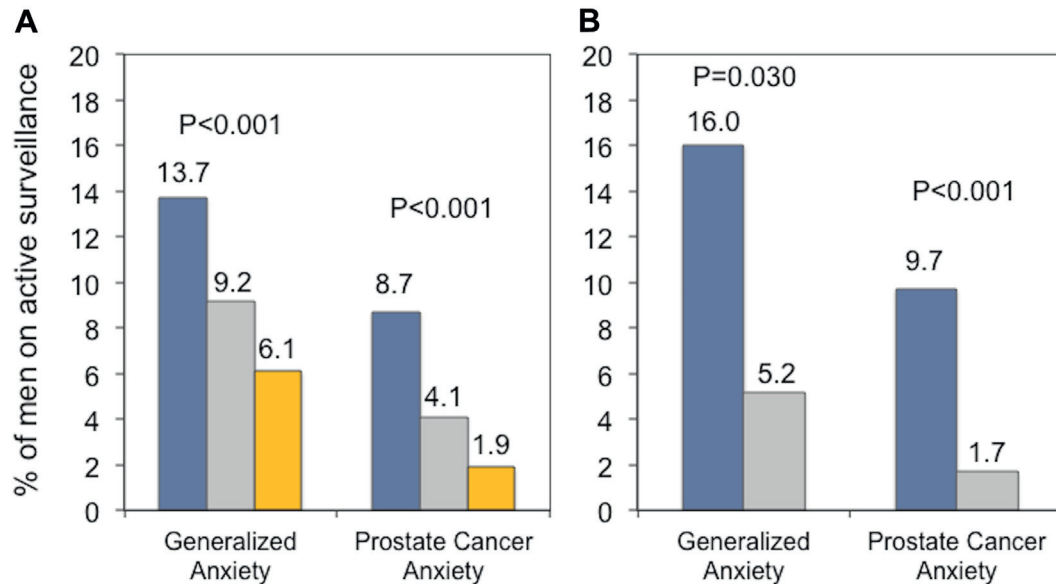 A
% of men on active surveillance
20
18
16
14
12
10
8
6
4
2
0
P<0.001
13.7
9.2
6.1
P<0.001
8.7
4.1
1.9
Generalized
Anxiety
Prostate Cancer
Anxiety
B
20
18
16
14
12
10
8
6
4
2
0
P=0.030
16.0
5.2
P<0.001
9.7
1.7
Generalized
Anxiety
Prostate Cancer
Anxiety